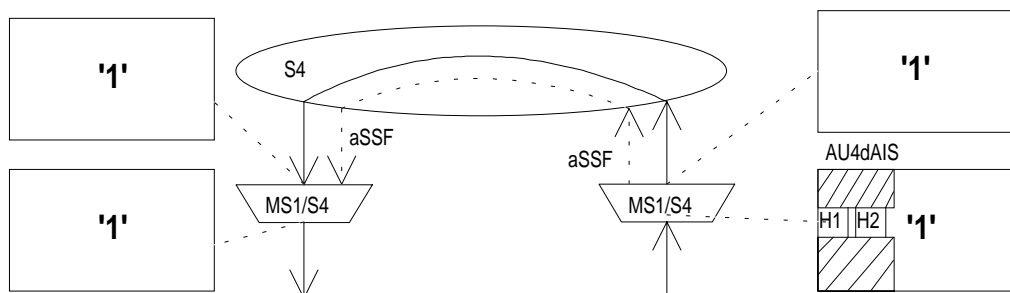 '1'
S4
'1'
aSSF
aSSF
AU4dAIS
'1'
MS1/S4
MS1/S4
H1 H2 '1'